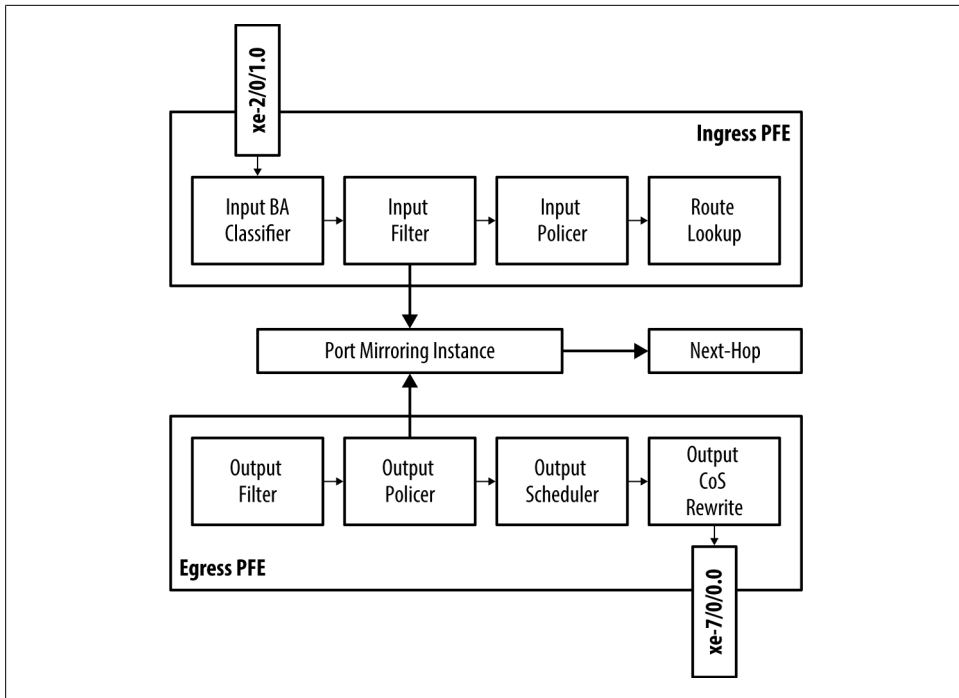 xe-2/0/1.0
Ingress PFE
Input BA
Classifier
Input
Filter
Input
Policer
Route
Lookup
Port Mirroring Instance
Next-Hop
Output
Filter
Output
Policer
Output
Scheduler
Output
CoS
Rewrite
Egress PFE
xe-7/0/0.0